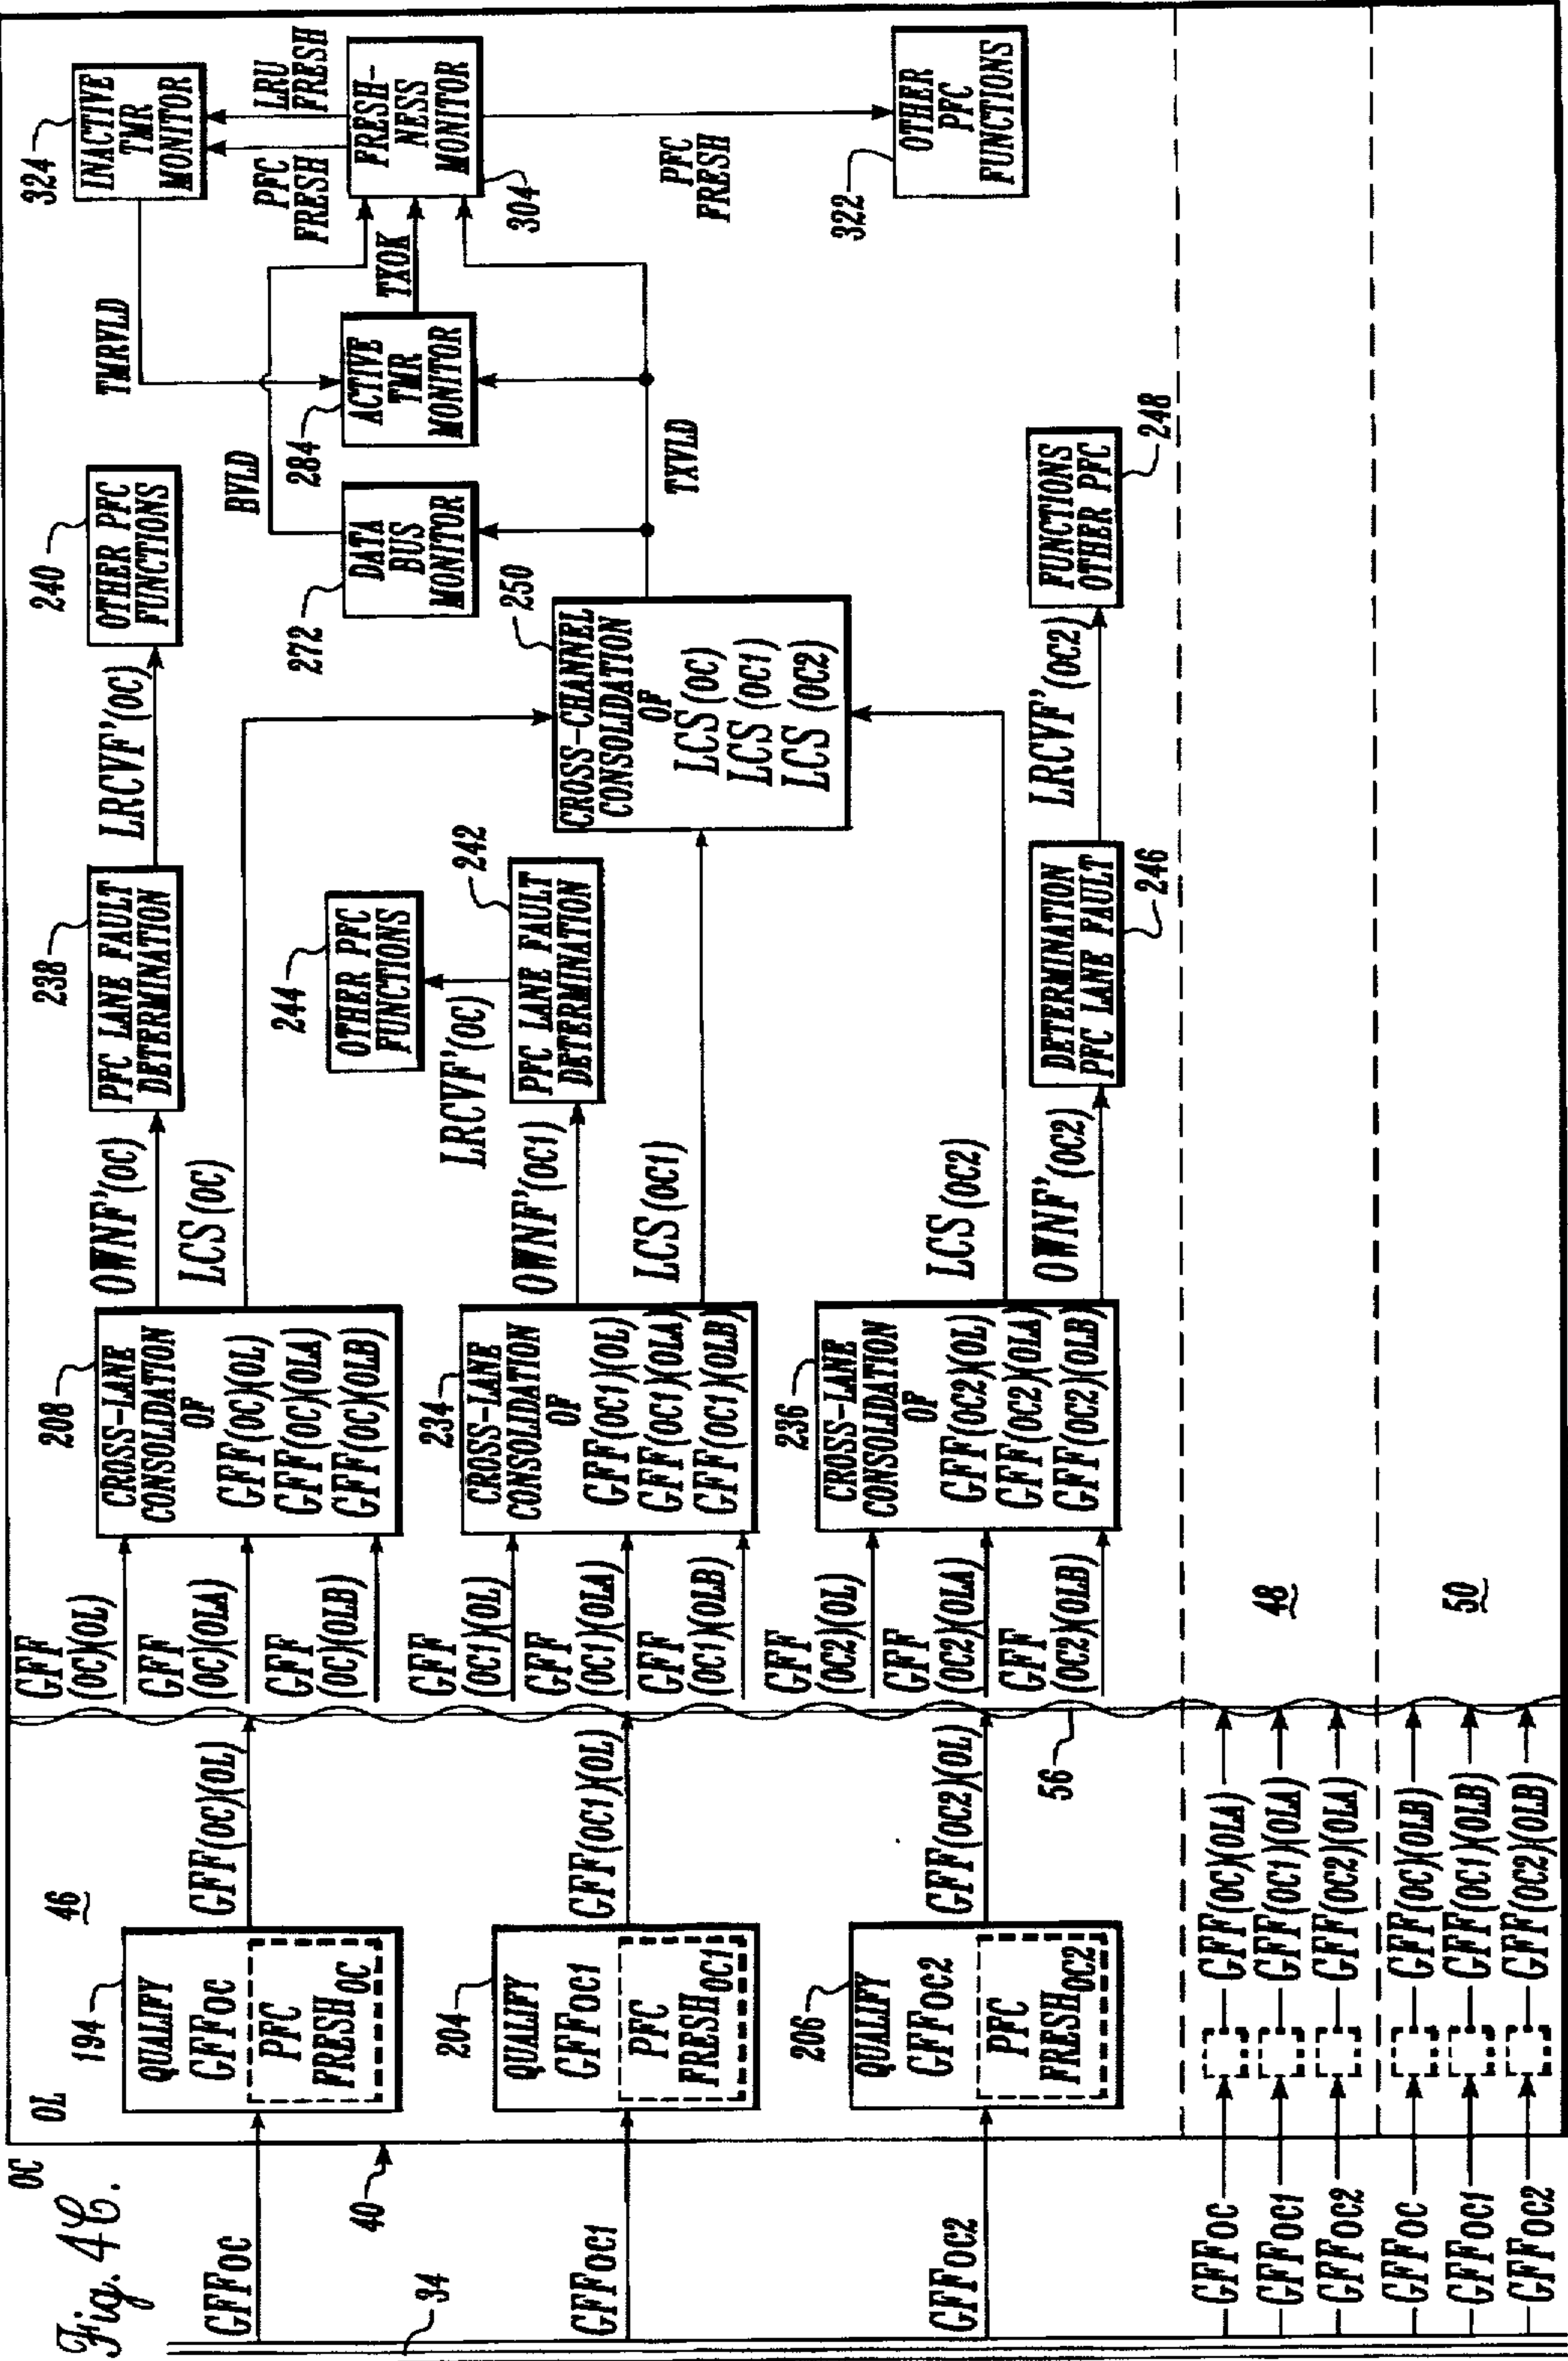 Fig. 4C.
OC
OL
34
40
46
GFFOC
194
QUALIFY
GFFOC
PFC
FRESHOC
GFF(OC)(OL)
GFFOC1
204
QUALIFY
GFFOC1
PFC
FRESHOC1
GFF(OC1)(OL)
GFFOC2
206
QUALIFY
GFFOC2
PFC
FRESHOC2
GFF(OC2)(OL)
56
GFF
(OC)(OL)
GFF
(OC)(OLA)
GFF
(OC)(OLB)
208
CROSS-LANE
CONSOLIDATION
OF
GFF(OC)(OL)
GFF(OC)(OLA)
GFF(OC)(OLB)
OWNF'(OC)
LCS(OC)
238
PFC LANE FAULT
DETERMINATION
LRCVF'(OC)
240
OTHER PFC
FUNCTIONS
GFF
(OC1)(OL)
GFF
(OC1)(OLA)
GFF
(OC1)(OLB)
234
CROSS-LANE
CONSOLIDATION
OF
GFF(OC1)(OL)
GFF(OC1)(OLA)
GFF(OC1)(OLB)
OWNF'(OC1)
LCS(OC1)
242
PFC LANE FAULT
DETERMINATION
LRCVF'(OC)
244
OTHER PFC
FUNCTIONS
GFF
(OC2)(OL)
GFF
(OC2)(OLA)
GFF
(OC2)(OLB)
236
CROSS-LANE
CONSOLIDATION
OF
GFF(OC2)(OL)
GFF(OC2)(OLA)
GFF(OC2)(OLB)
LCS(OC2)
OWNF'(OC2)
DETERMINATION
PFC LANE FAULT
246
LRCVF'(OC2)
FUNCTIONS
OTHER PFC
248
250
CROSS-CHANNEL
CONSOLIDATION
OF
LCS(OC)
LCS(OC1)
LCS(OC2)
TXVLD
272
DATA
BUS
MONITOR
BVLD
284
ACTIVE
TMR
MONITOR
TMRVLD
TXOK
304
FRESH-
NESS
MONITOR
PFC
FRESH
LRU
FRESH
324
INACTIVE
TMR
MONITOR
PFC
FRESH
322
OTHER
PFC
FUNCTIONS
48
GFFOC
GFF(OC)(OLA)
GFFOC1
GFF(OC1)(OLA)
GFFOC2
GFF(OC2)(OLA)
50
GFFOC
GFF(OC)(OLB)
GFFOC1
GFF(OC1)(OLB)
GFFOC2
GFF(OC2)(OLB)